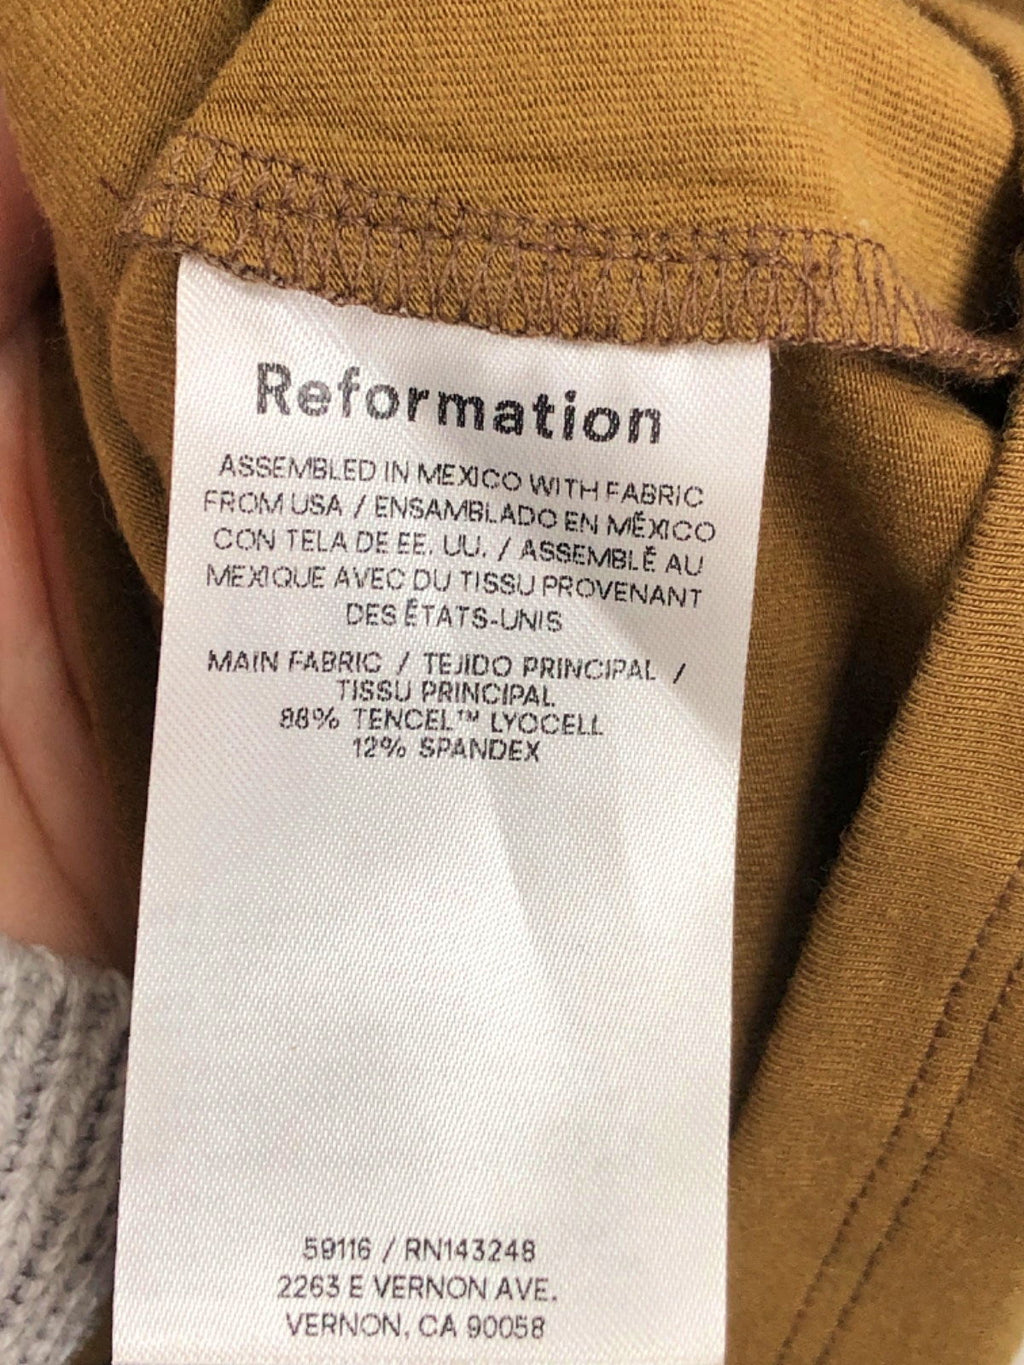 Reformation
ASSEMBLED IN MEXICO WITH FABRIC
FROM USA / ENSAMBLADO EN MÉXICO
CON TELA DE EE. UU. / ASSEMBLÉ AU
MEXIQUE AVEC DU TISSU PROVENANT
DES ÉTATS-UNIS
MAIN FABRIC / TEJIDO PRINCIPAL /
TISSU PRINCIPAL
88% TENCEL™ LYOCELL
12% SPANDEX
59116 / RN143248
2263 E VERNON AVE.
VERNON, CA 90058